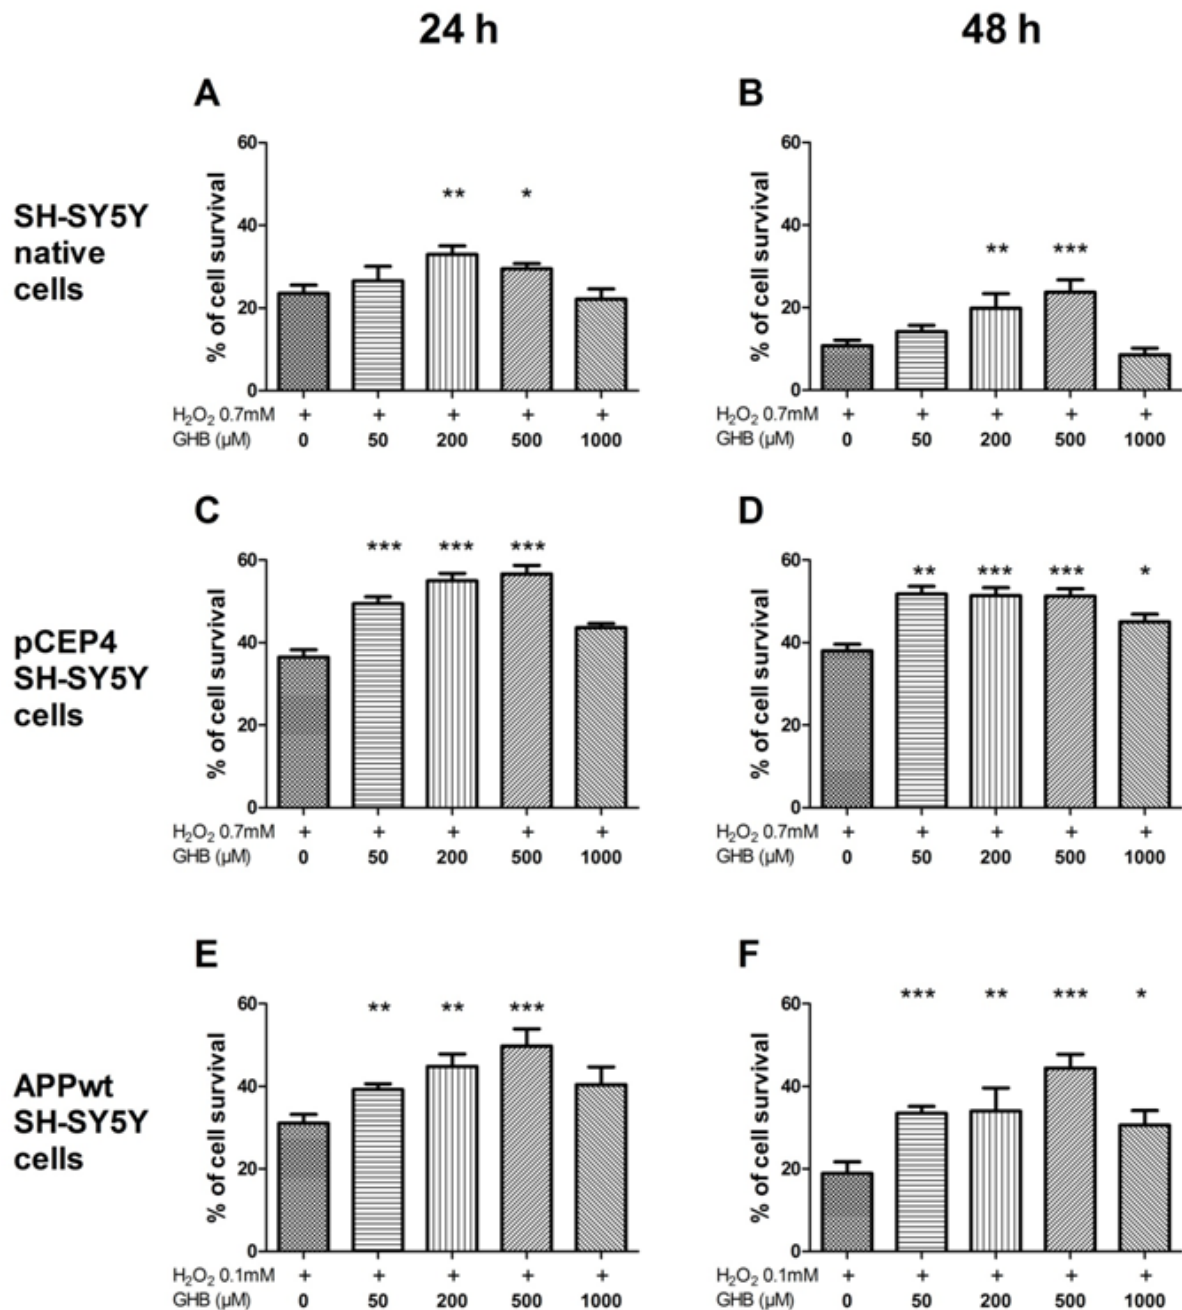 24 h 48 h
A B
SH-SY5Y
native
cells
% of cell survival
60
40
20
0
** *
H₂O₂ 0.7mM + + + + +
GHB (µM) 0 50 200 500 1000
% of cell survival
60
40
20
0
** ***
H₂O₂ 0.7mM + + + + +
GHB (µM) 0 50 200 500 1000
C D
pCEP4
SH-SY5Y
cells
% of cell survival
60
40
20
0
*** *** ***
H₂O₂ 0.7mM + + + + +
GHB (µM) 0 50 200 500 1000
% of cell survival
60
40
20
0
** *** *** *
H₂O₂ 0.7mM + + + + +
GHB (µM) 0 50 200 500 1000
E F
APPwt
SH-SY5Y
cells
% of cell survival
60
40
20
0
** ** ***
H₂O₂ 0.1mM + + + + +
GHB (µM) 0 50 200 500 1000
% of cell survival
60
40
20
0
*** ** *** *
H₂O₂ 0.1mM + + + + +
GHB (µM) 0 50 200 500 1000